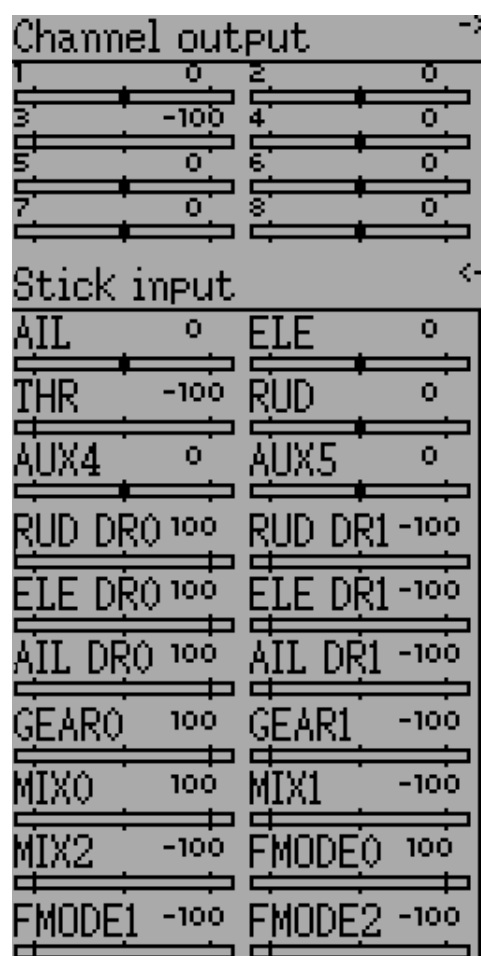 Channel output ->
1 0 2 0
3 -100 4 0
5 0 6 0
7 0 8 0
Stick input <-
AIL 0 ELE 0
THR -100 RUD 0
AUX4 0 AUX5 0
RUD DR0 100 RUD DR1 -100
ELE DR0 100 ELE DR1 -100
AIL DR0 100 AIL DR1 -100
GEAR0 100 GEAR1 -100
MIX0 100 MIX1 -100
MIX2 -100 FMODE0 100
FMODE1 -100 FMODE2 -100